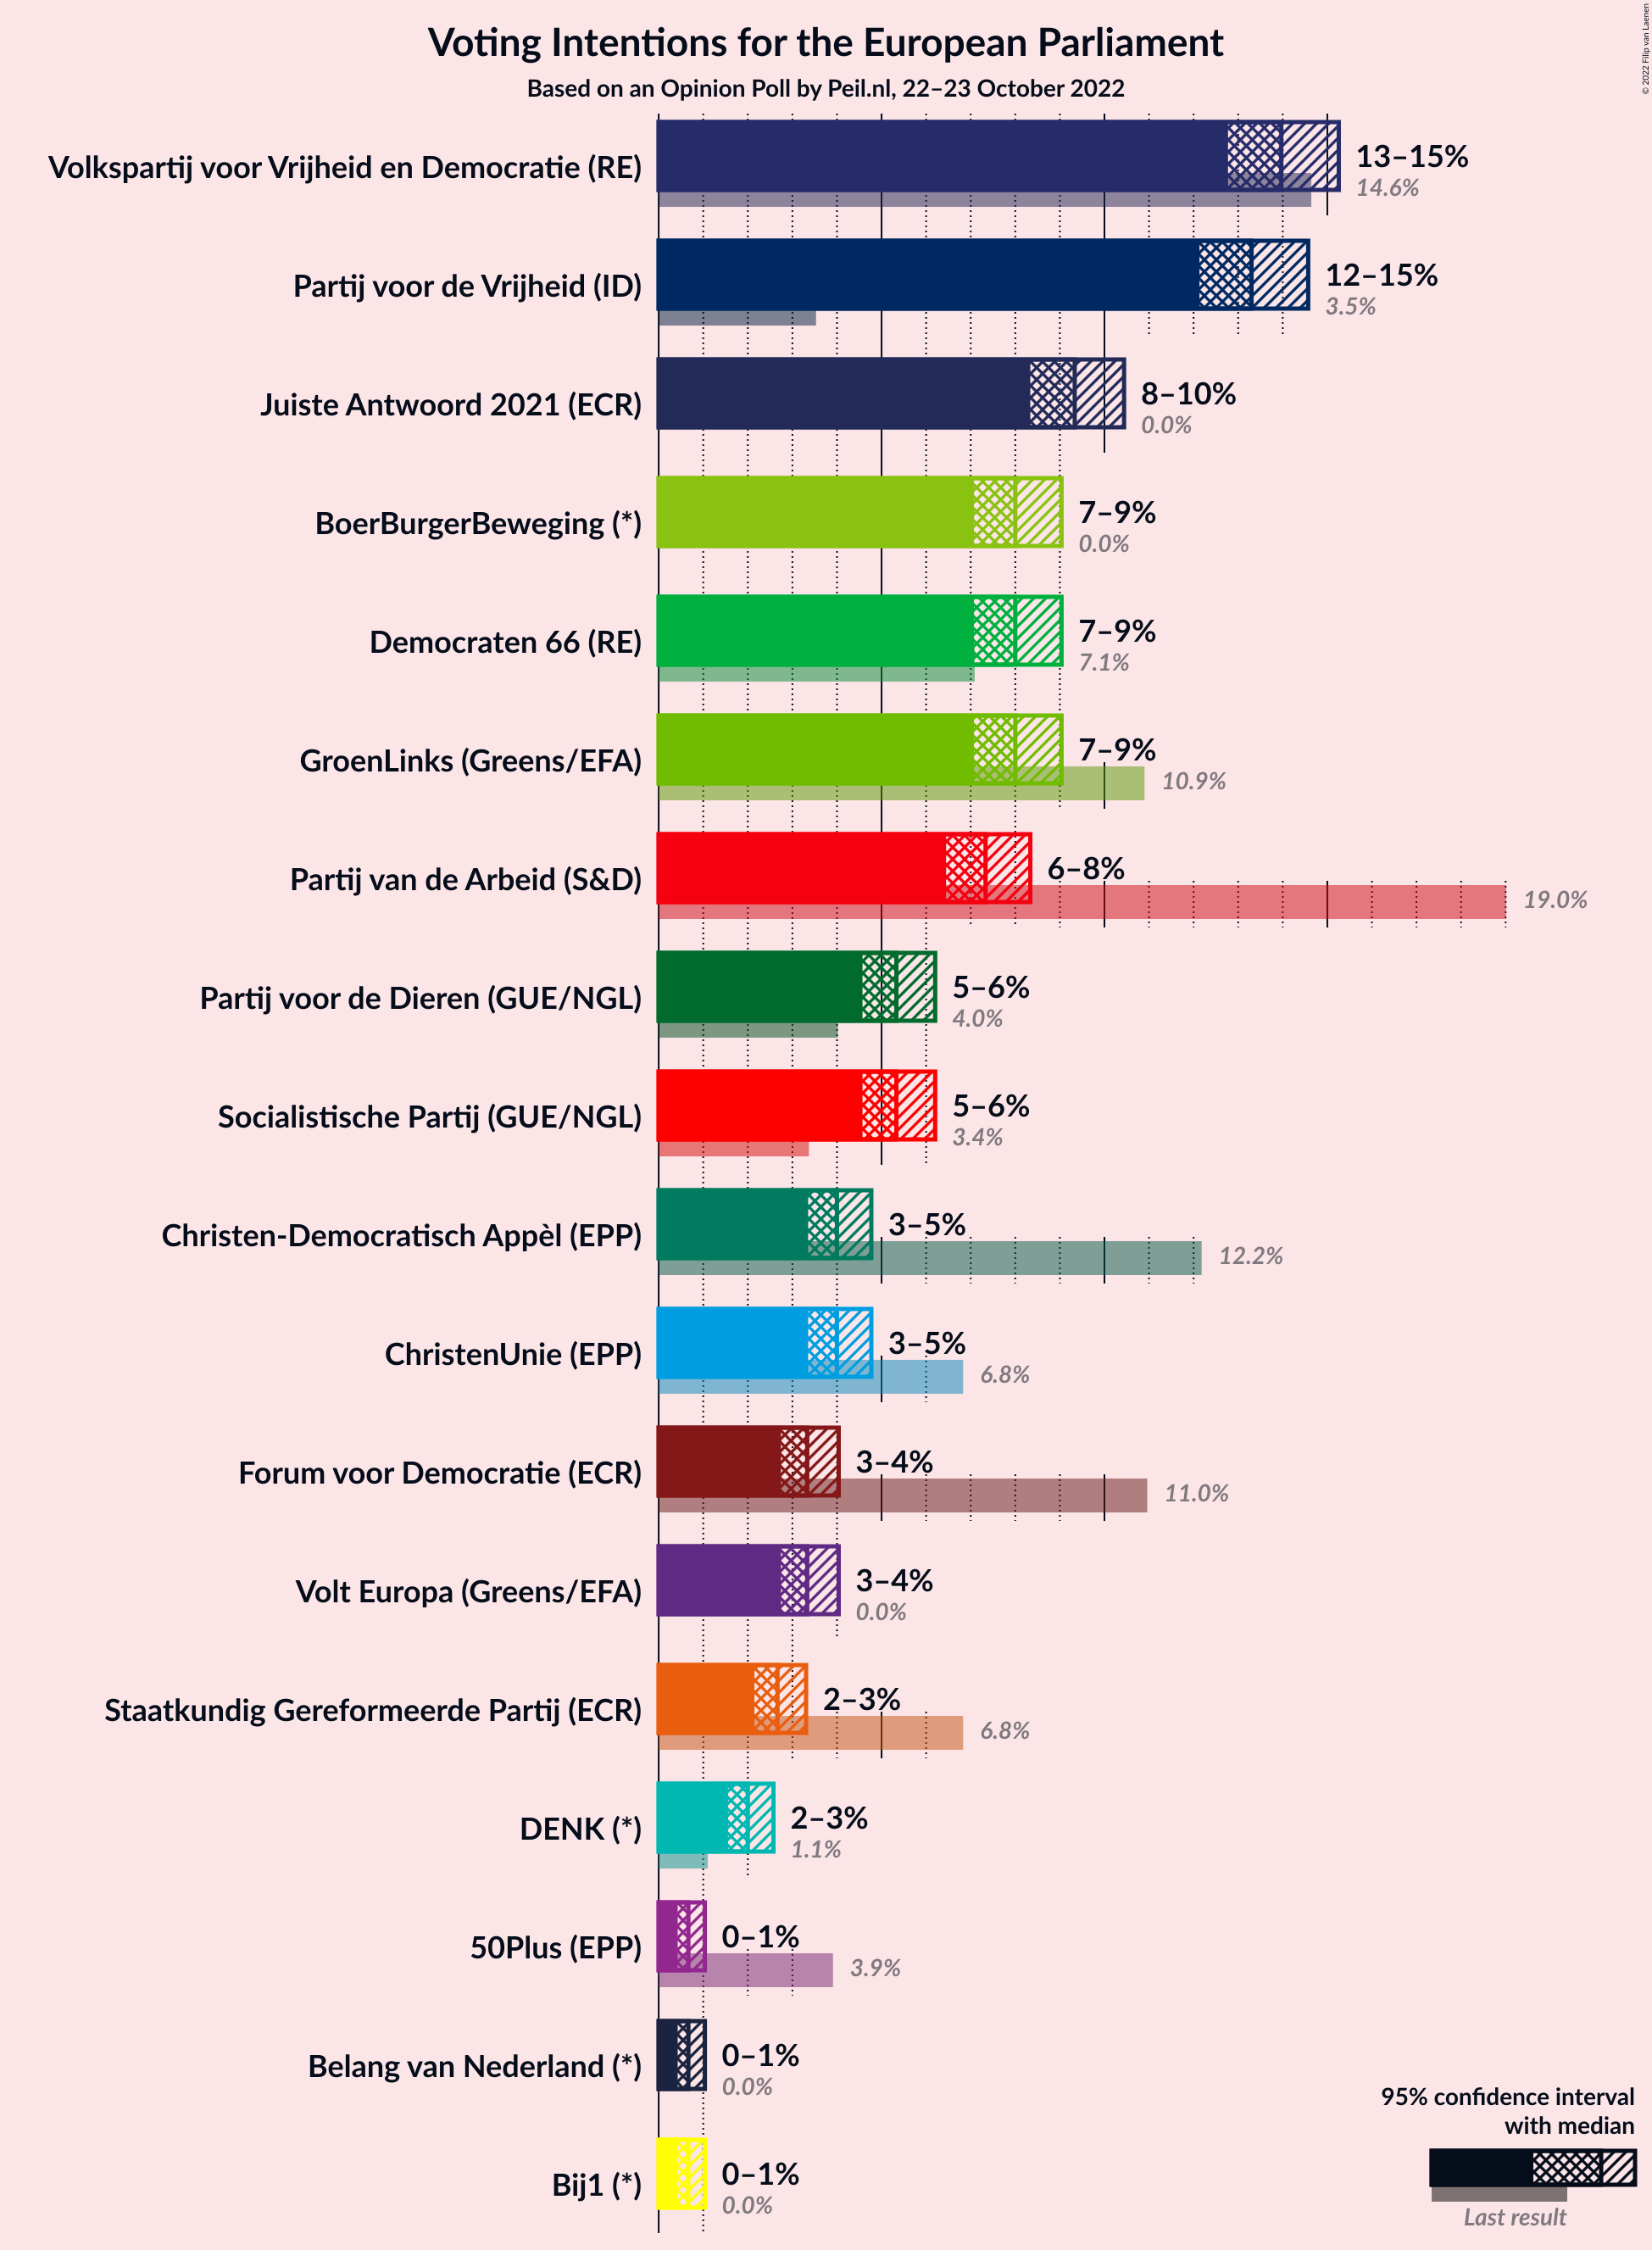 Voting Intentions for the European Parliament
Based on an Opinion Poll by Peil.nl, 22–23 October 2022
© 2022 Filip van Laenen
Volkspartij voor Vrijheid en Democratie (RE)
13–15%
14.6%
Partij voor de Vrijheid (ID)
12–15%
3.5%
Juiste Antwoord 2021 (ECR)
8–10%
0.0%
BoerBurgerBeweging (*)
7–9%
0.0%
Democraten 66 (RE)
7–9%
7.1%
GroenLinks (Greens/EFA)
7–9%
10.9%
Partij van de Arbeid (S&D)
6–8%
19.0%
Partij voor de Dieren (GUE/NGL)
5–6%
4.0%
Socialistische Partij (GUE/NGL)
5–6%
3.4%
Christen-Democratisch Appèl (EPP)
3–5%
12.2%
ChristenUnie (EPP)
3–5%
6.8%
Forum voor Democratie (ECR)
3–4%
11.0%
Volt Europa (Greens/EFA)
3–4%
0.0%
Staatkundig Gereformeerde Partij (ECR)
2–3%
6.8%
DENK (*)
2–3%
1.1%
50Plus (EPP)
0–1%
3.9%
Belang van Nederland (*)
0–1%
0.0%
Bij1 (*)
0–1%
0.0%
95% confidence interval
with median
Last result